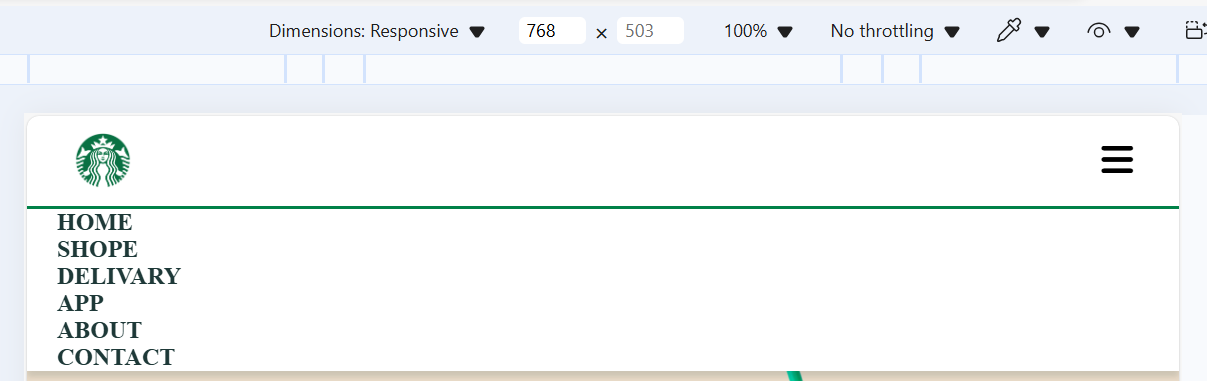 Dimensions: Responsive 768 × 503 100% No throttling
HOME
SHOPE
DELIVARY
APP
ABOUT
CONTACT